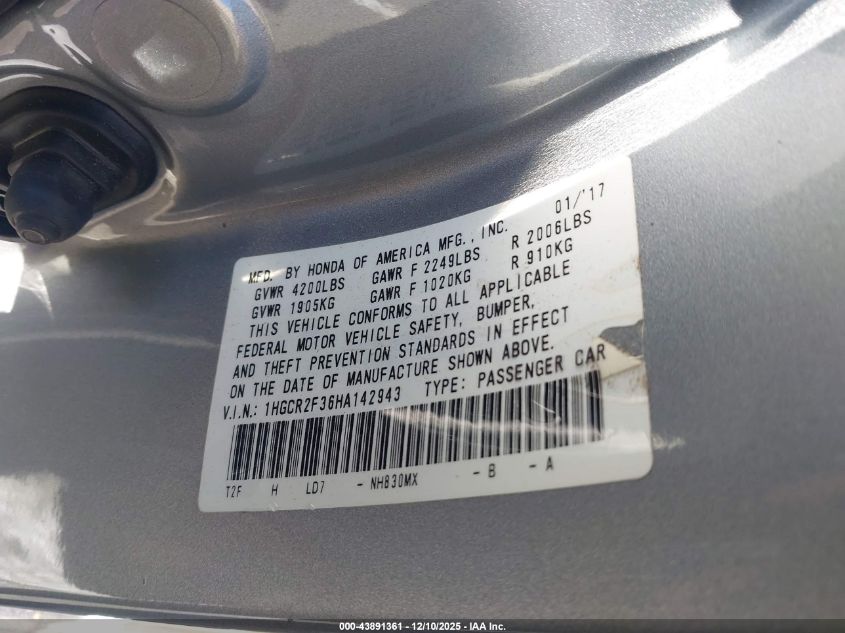 01/'17
MFD. BY HONDA OF AMERICA MFG., INC.
GVWR 4200LBS GAWR F 2249LBS R 2006LBS
GVWR 1905KG GAWR F 1020KG R 910KG
THIS VEHICLE CONFORMS TO ALL APPLICABLE
FEDERAL MOTOR VEHICLE SAFETY, BUMPER,
AND THEFT PREVENTION STANDARDS IN EFFECT
ON THE DATE OF MANUFACTURE SHOWN ABOVE.
V.I.N.: 1HGCR2F36HA142943 TYPE: PASSENGER CAR
T2F H LD7 - NH830MX - B - A
000-43891361 - 12/10/2025 - IAA Inc.